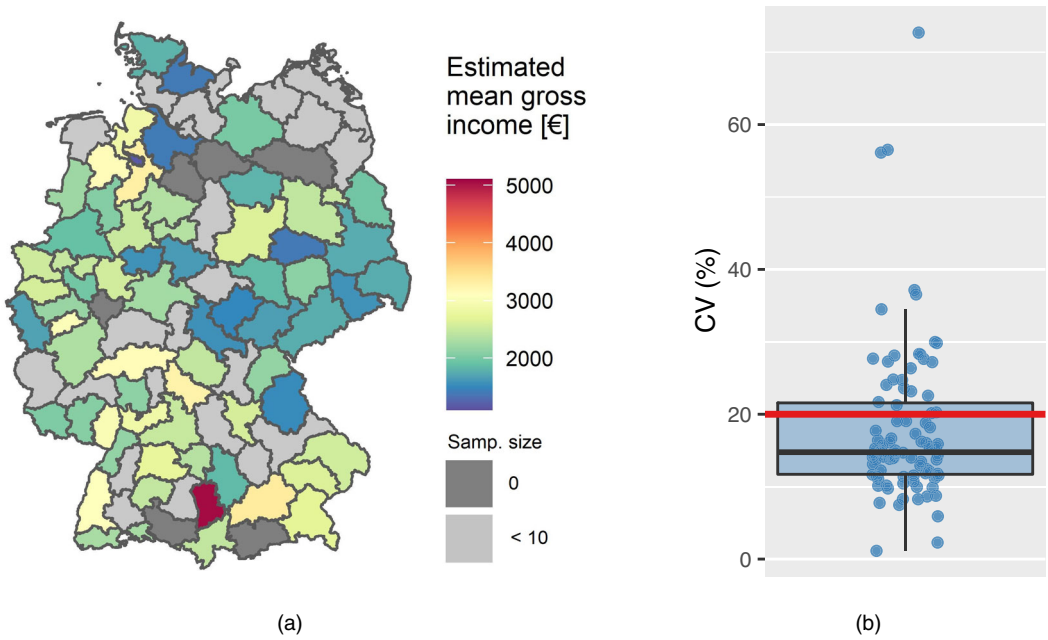 Estimated
mean gross
income [€]
5000
4000
3000
2000
Samp. size
0
< 10
(a)
CV (%)
60
40
20
0
(b)